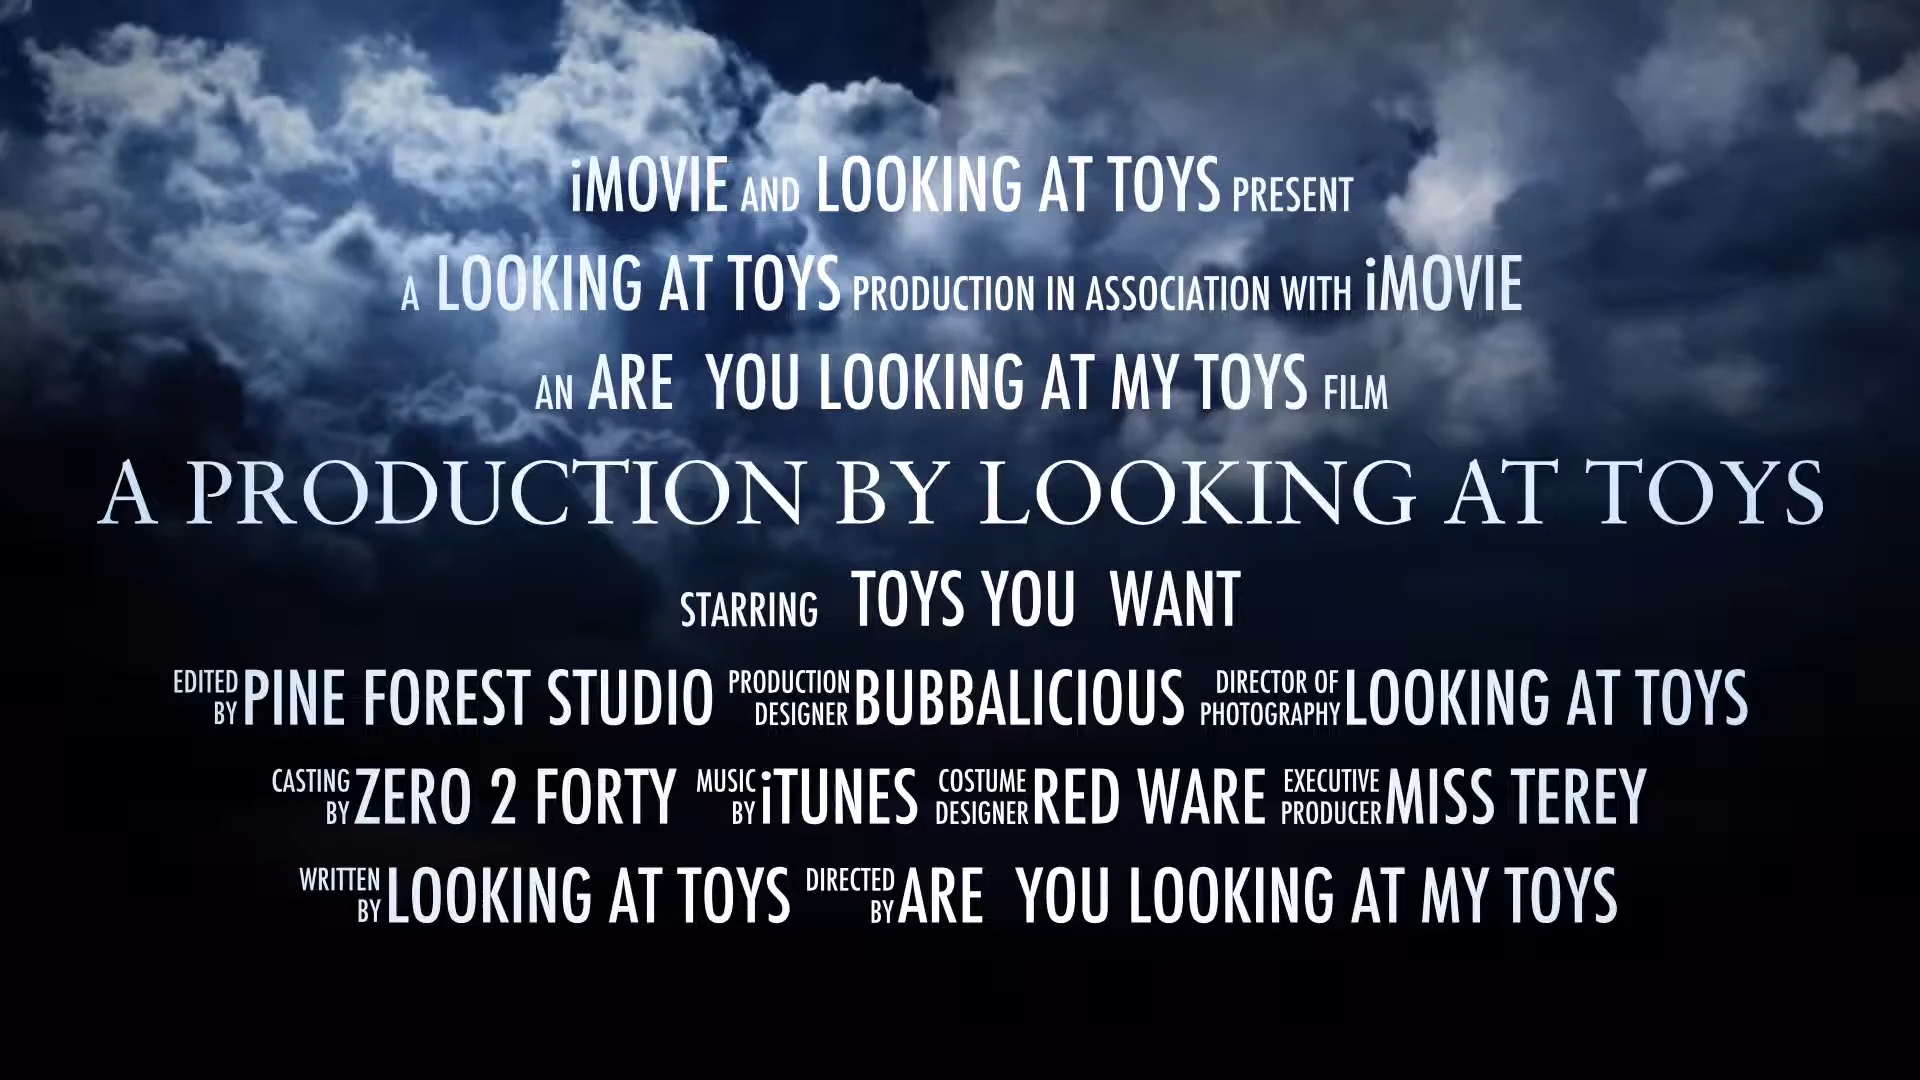 iMOVIE AND LOOKING AT TOYS PRESENT
A LOOKING AT TOYS PRODUCTION IN ASSOCIATION WITH iMOVIE
AN ARE YOU LOOKING AT MY TOYS FILM
A PRODUCTION BY LOOKING AT TOYS
STARRING TOYS YOU WANT
EDITED BY PINE FOREST STUDIO PRODUCTION DESIGNER BUBBALICIOUS DIRECTOR OF PHOTOGRAPHY LOOKING AT TOYS
CASTING BY ZERO 2 FORTY MUSIC BY iTUNES COSTUME DESIGNER RED WARE EXECUTIVE PRODUCER MISS TEREY
WRITTEN BY LOOKING AT TOYS DIRECTED BY ARE YOU LOOKING AT MY TOYS